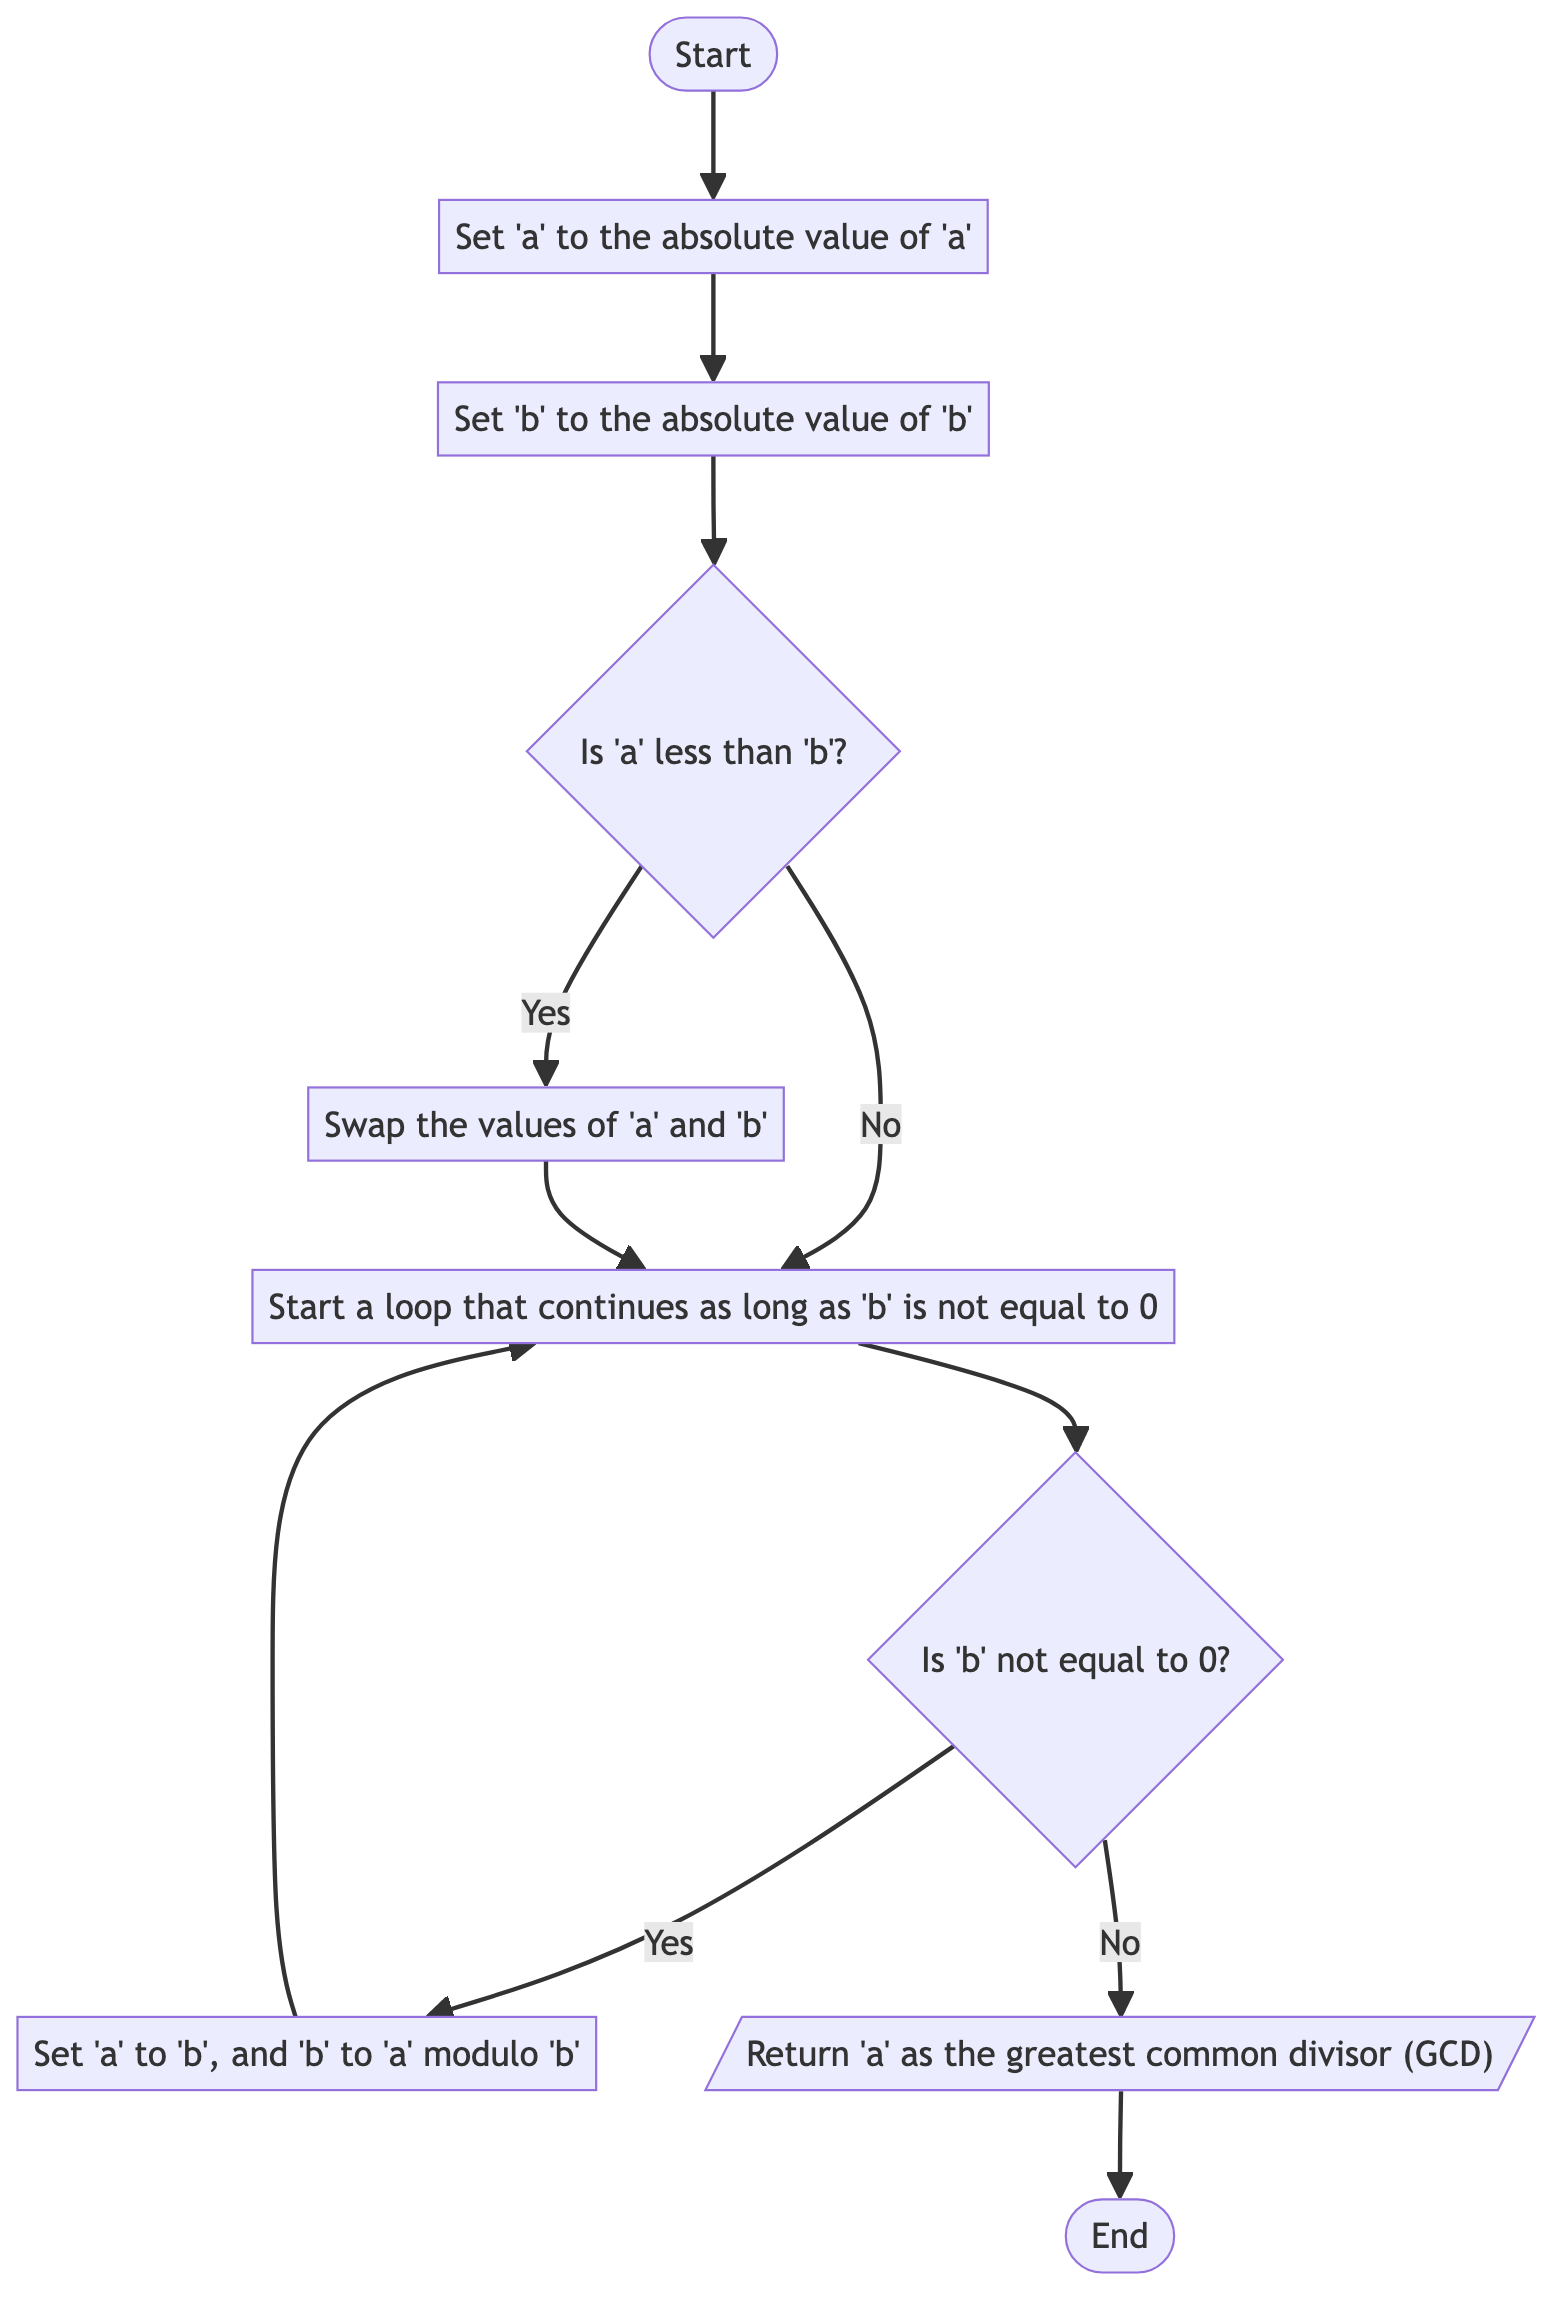 Start
Set 'a' to the absolute value of 'a'
Set 'b' to the absolute value of 'b'
Is 'a' less than 'b'?
Yes
Swap the values of 'a' and 'b'
No
Start a loop that continues as long as 'b' is not equal to 0
Is 'b' not equal to 0?
Yes
No
Set 'a' to 'b', and 'b' to 'a' modulo 'b'
Return 'a' as the greatest common divisor (GCD)
End